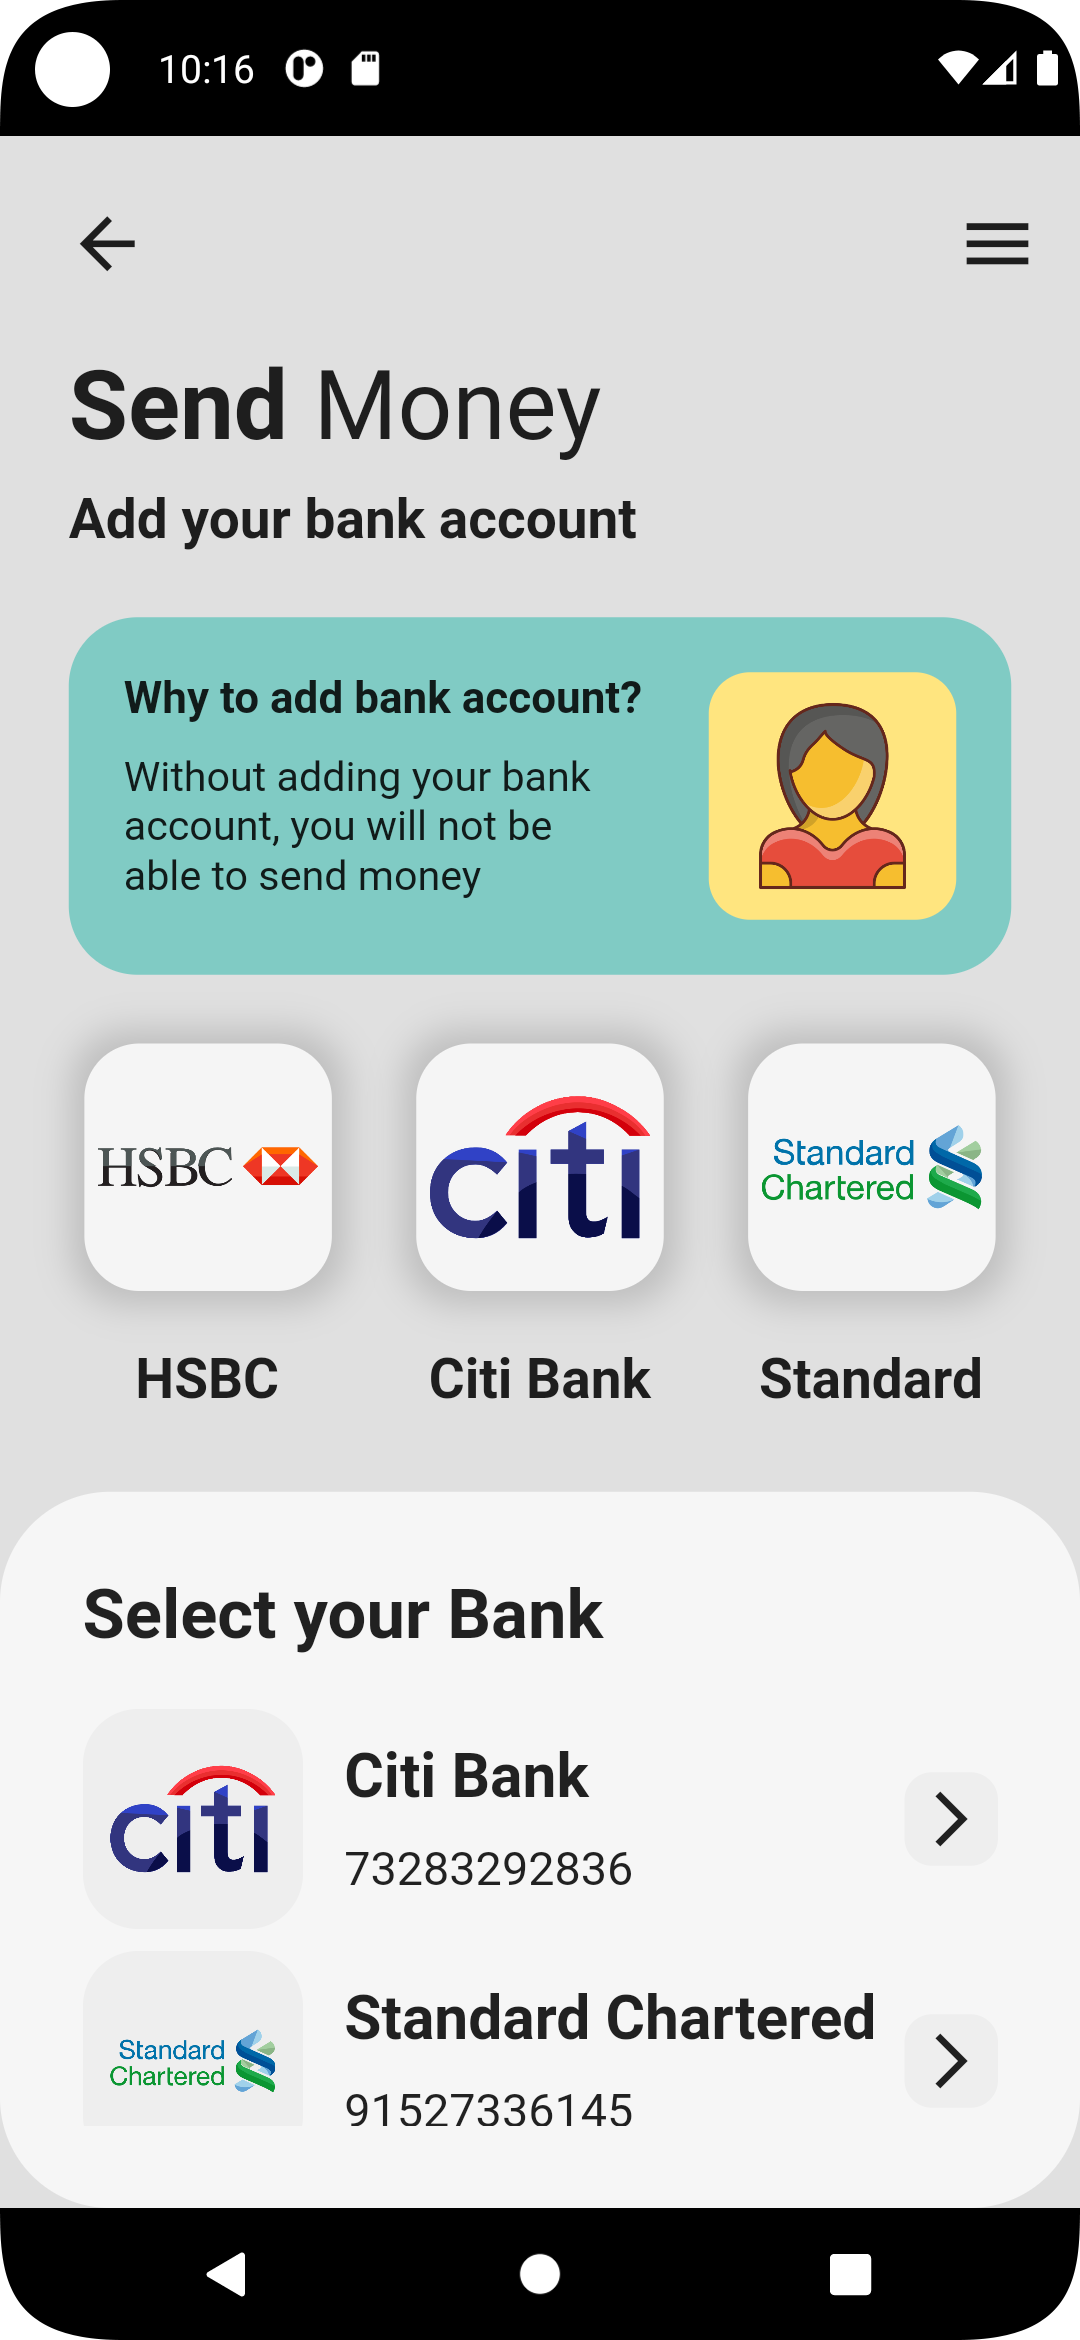 10:16
Send Money
Add your bank account
Why to add bank account?
Without adding your bank
account, you will not be
able to send money
HSBC
citi
Standard
Chartered
HSBC
Citi Bank
Standard
Select your Bank
citi
Citi Bank
73283292836
Standard
Chartered
Standard Chartered
91527336145